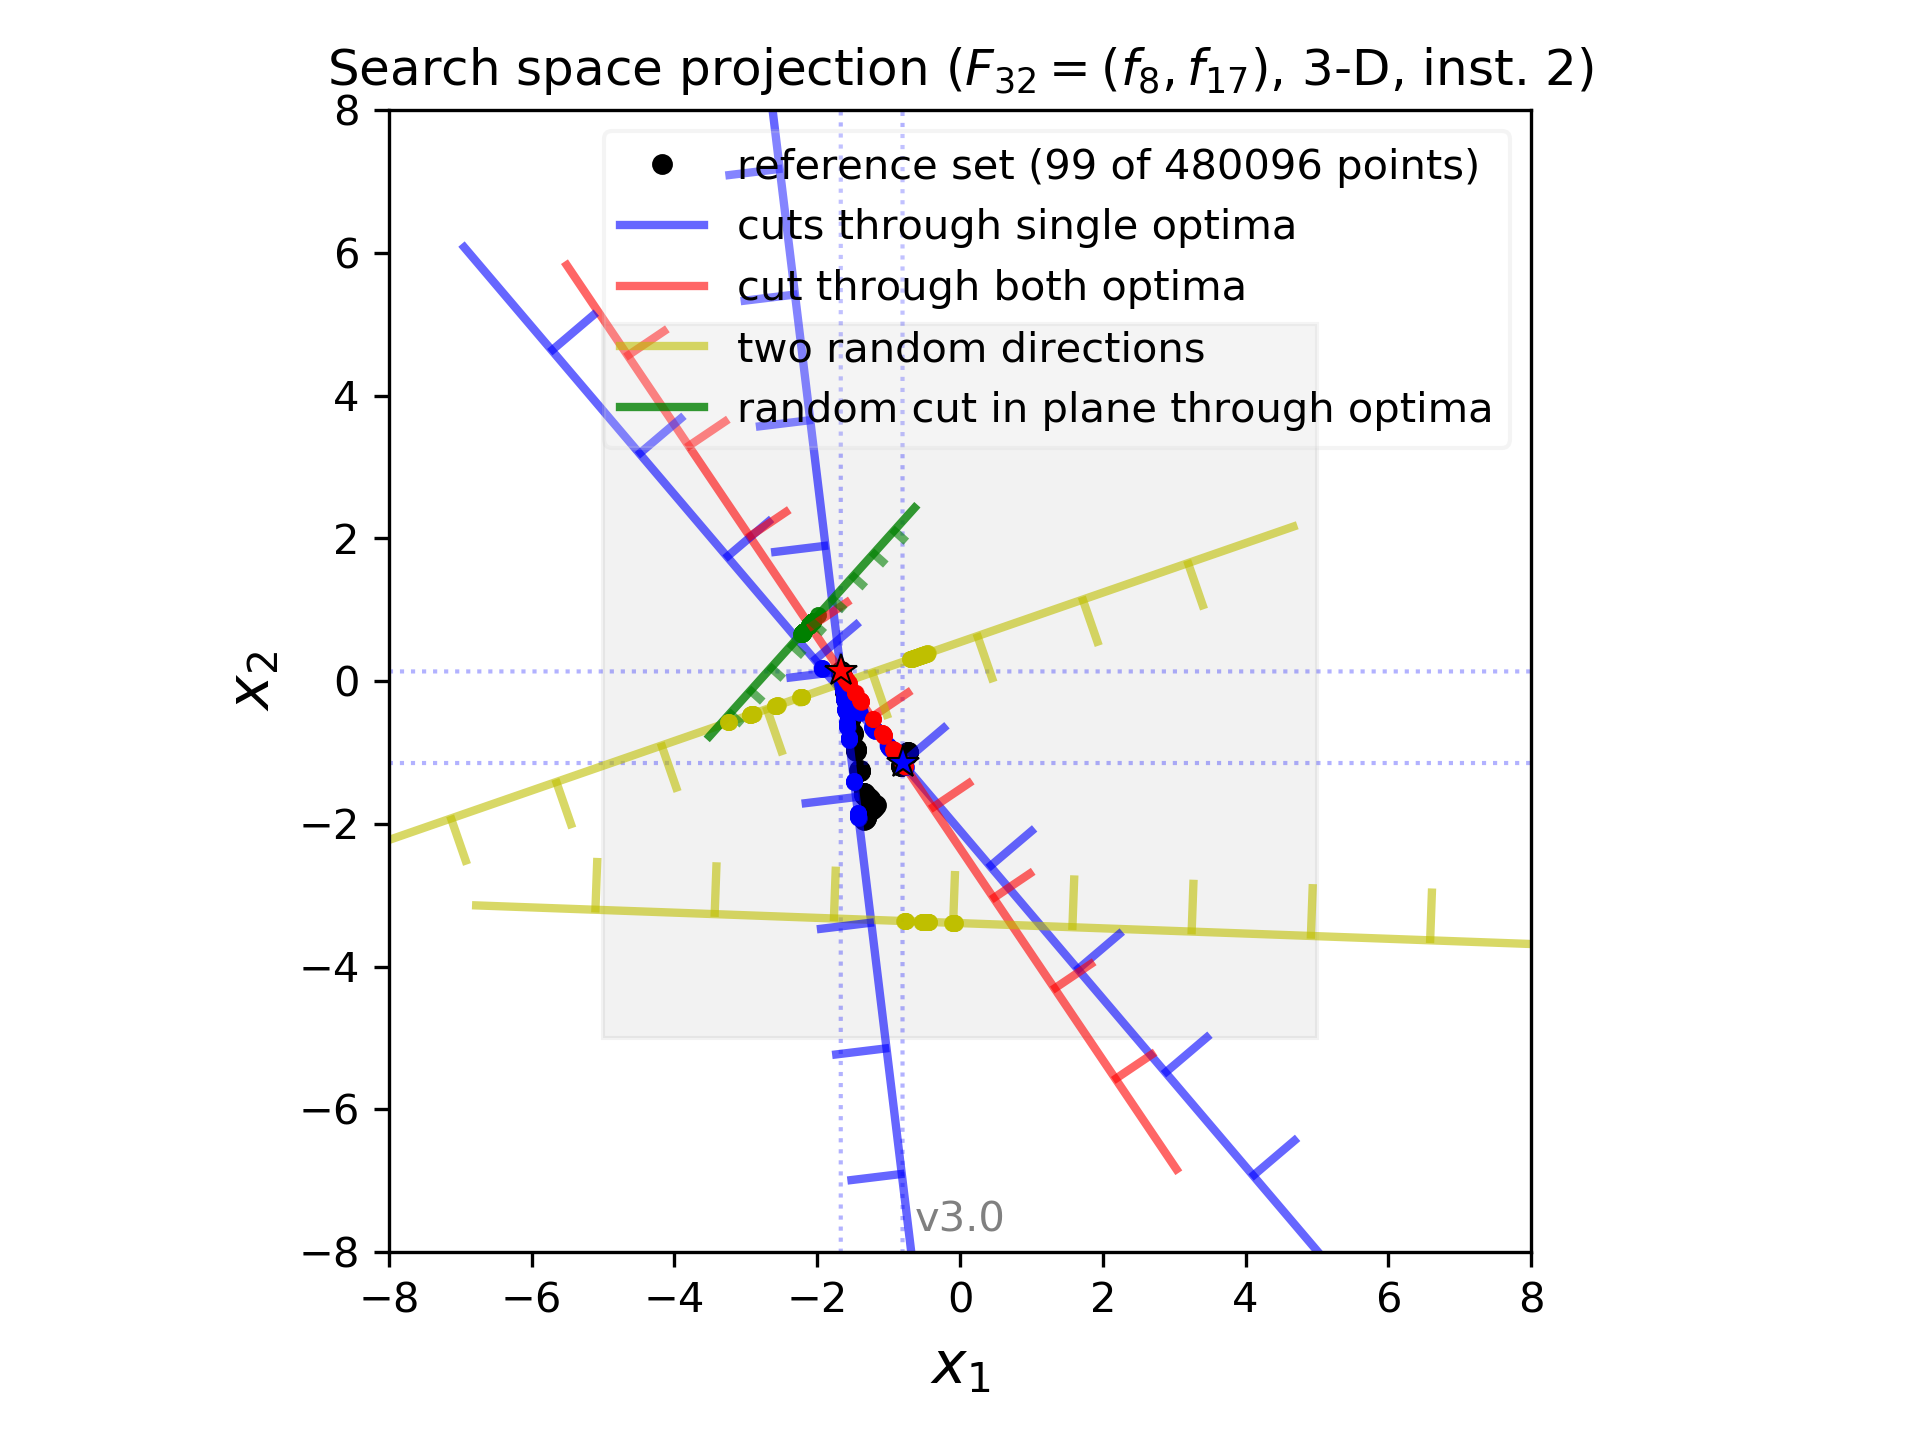 Search space projection (F32 = (f8, f17), 3-D, inst. 2)
reference set (99 of 480096 points)
cuts through single optima
cut through both optima
two random directions
random cut in plane through optima
8
6
4
2
0
−2
−4
−6
−8
x2
v3.0
−8 −6 −4 −2 0 2 4 6 8
x1